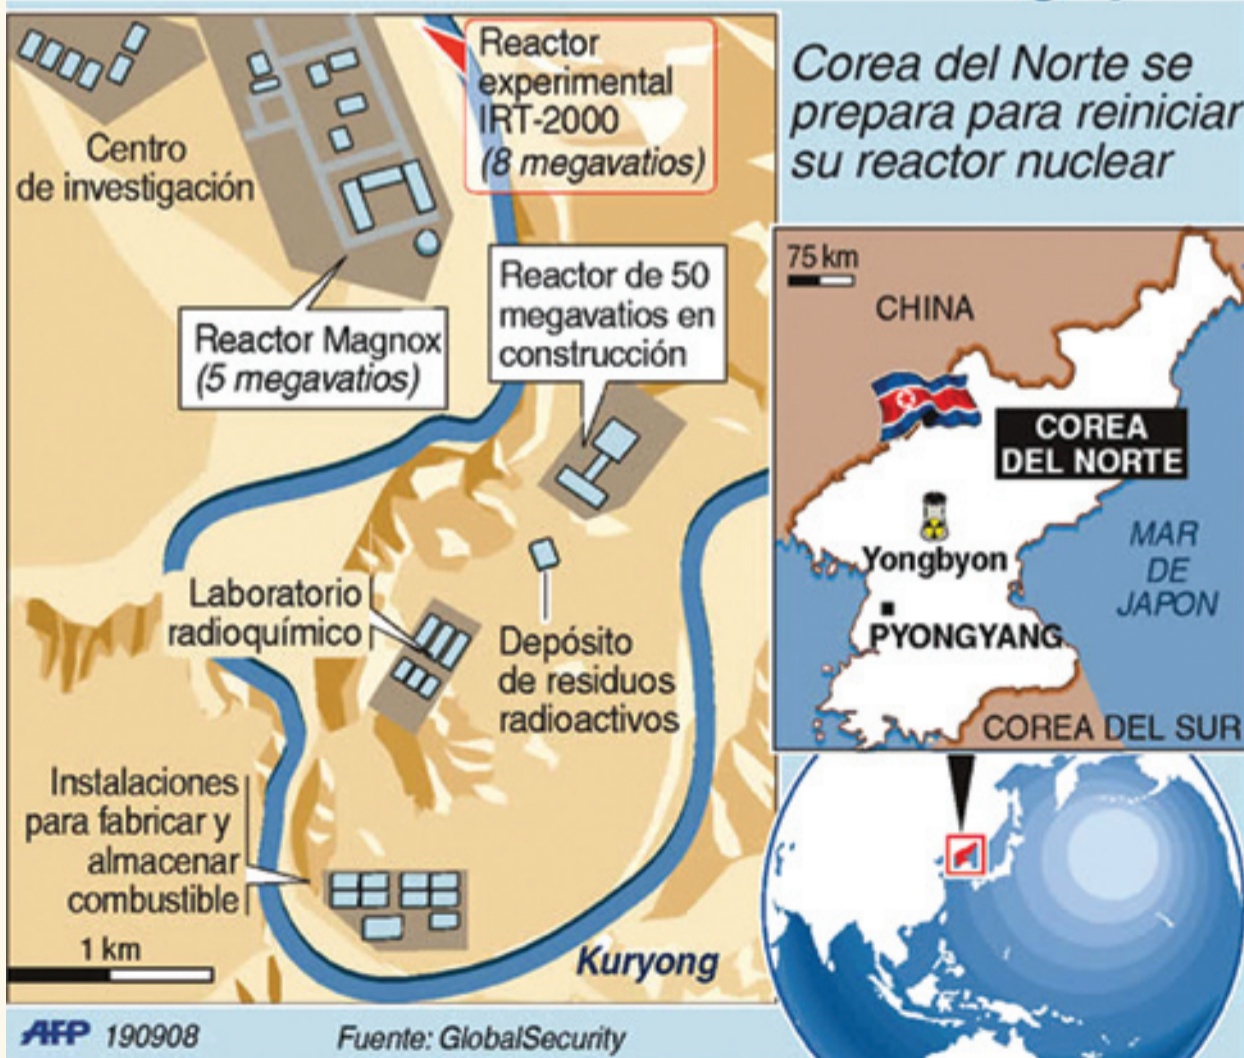 Corea del Norte se
prepara para reiniciar
su reactor nuclear
Reactor
experimental
IRT-2000
(8 megavatios)
Centro
de investigación
Reactor de 50
megavatios en
construcción
Reactor Magnox
(5 megavatios)
Laboratorio
radioquímico
Depósito
de residuos
radioactivos
Instalaciones
para fabricar y
almacenar
combustible
1 km
Kuryong
75 km
CHINA
COREA
DEL NORTE
Yongbyon
PYONGYANG
MAR
DE
JAPON
COREA DEL SUR
AFP 190908
Fuente: GlobalSecurity